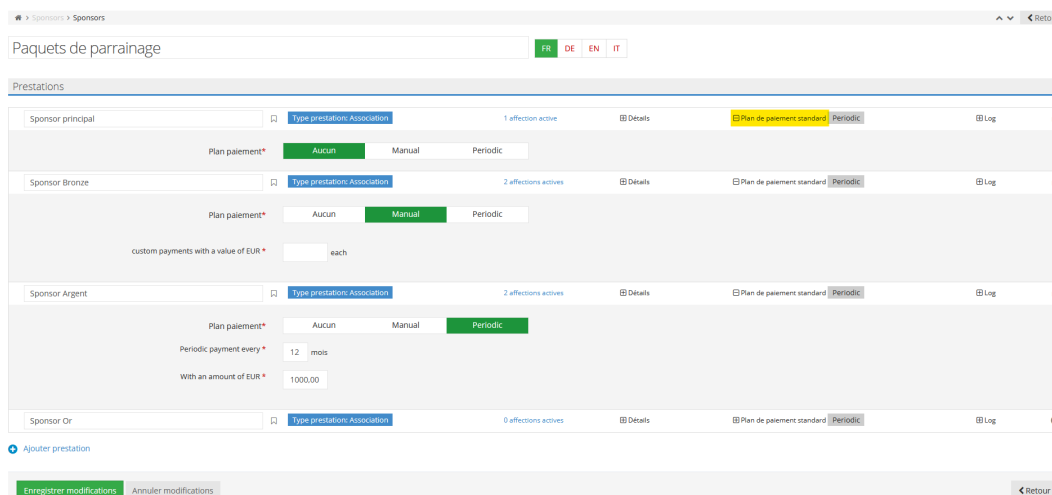 > Sponsors > Sponsors
Paquets de parrainage FR DE EN IT
Prestations
Sponsor principal Type prestation: Association 1 affection active Détails Plan de paiement standard Periodic Log
Plan paiement* Aucun Manual Periodic
Sponsor Bronze Type prestation: Association 2 affections actives Détails Plan de paiement standard Periodic Log
Plan paiement* Aucun Manual Periodic
custom payments with a value of EUR * each
Sponsor Argent Type prestation: Association 2 affections actives Détails Plan de paiement standard Periodic Log
Plan paiement* Aucun Manual Periodic
Periodic payment every * 12 mois
With an amount of EUR * 1000.00
Sponsor Or Type prestation: Association 0 affections actives Détails Plan de paiement standard Periodic Log
Ajouter prestation
Enregistrer modifications Annuler modifications Retour